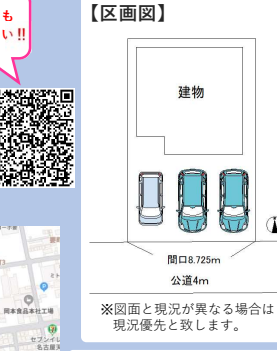 も
い!!
【区画図】
建物
間口8.725m
公道4m
※図面と現況が異なる場合は
現況優先と致します。
岡本食品本社工場
セブンイレ
名古屋